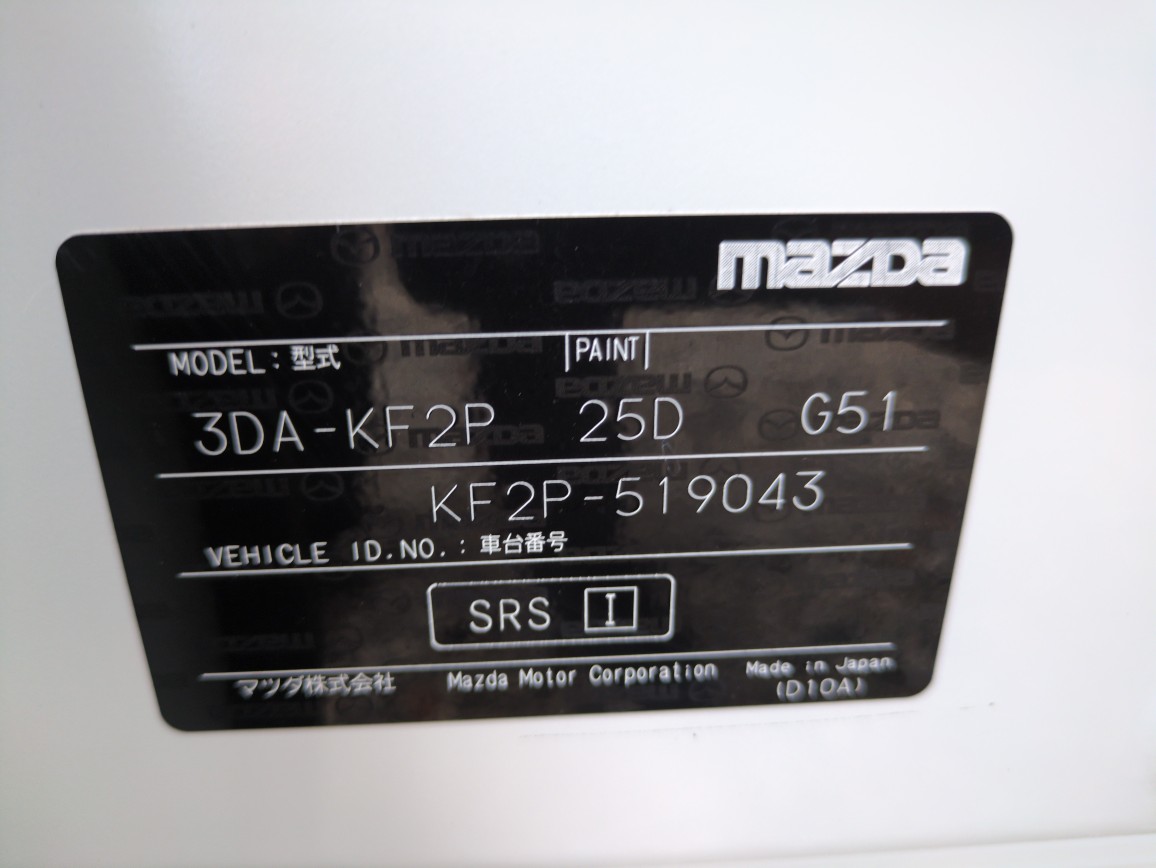 mazda
MODEL:型式 |PAINT|
3DA-KF2P 25D G51
KF2P-519043
VEHICLE ID.NO.:車台番号
SRS I
マツダ株式会社 Mazda Motor Corporation Made in Japan
(D10A)